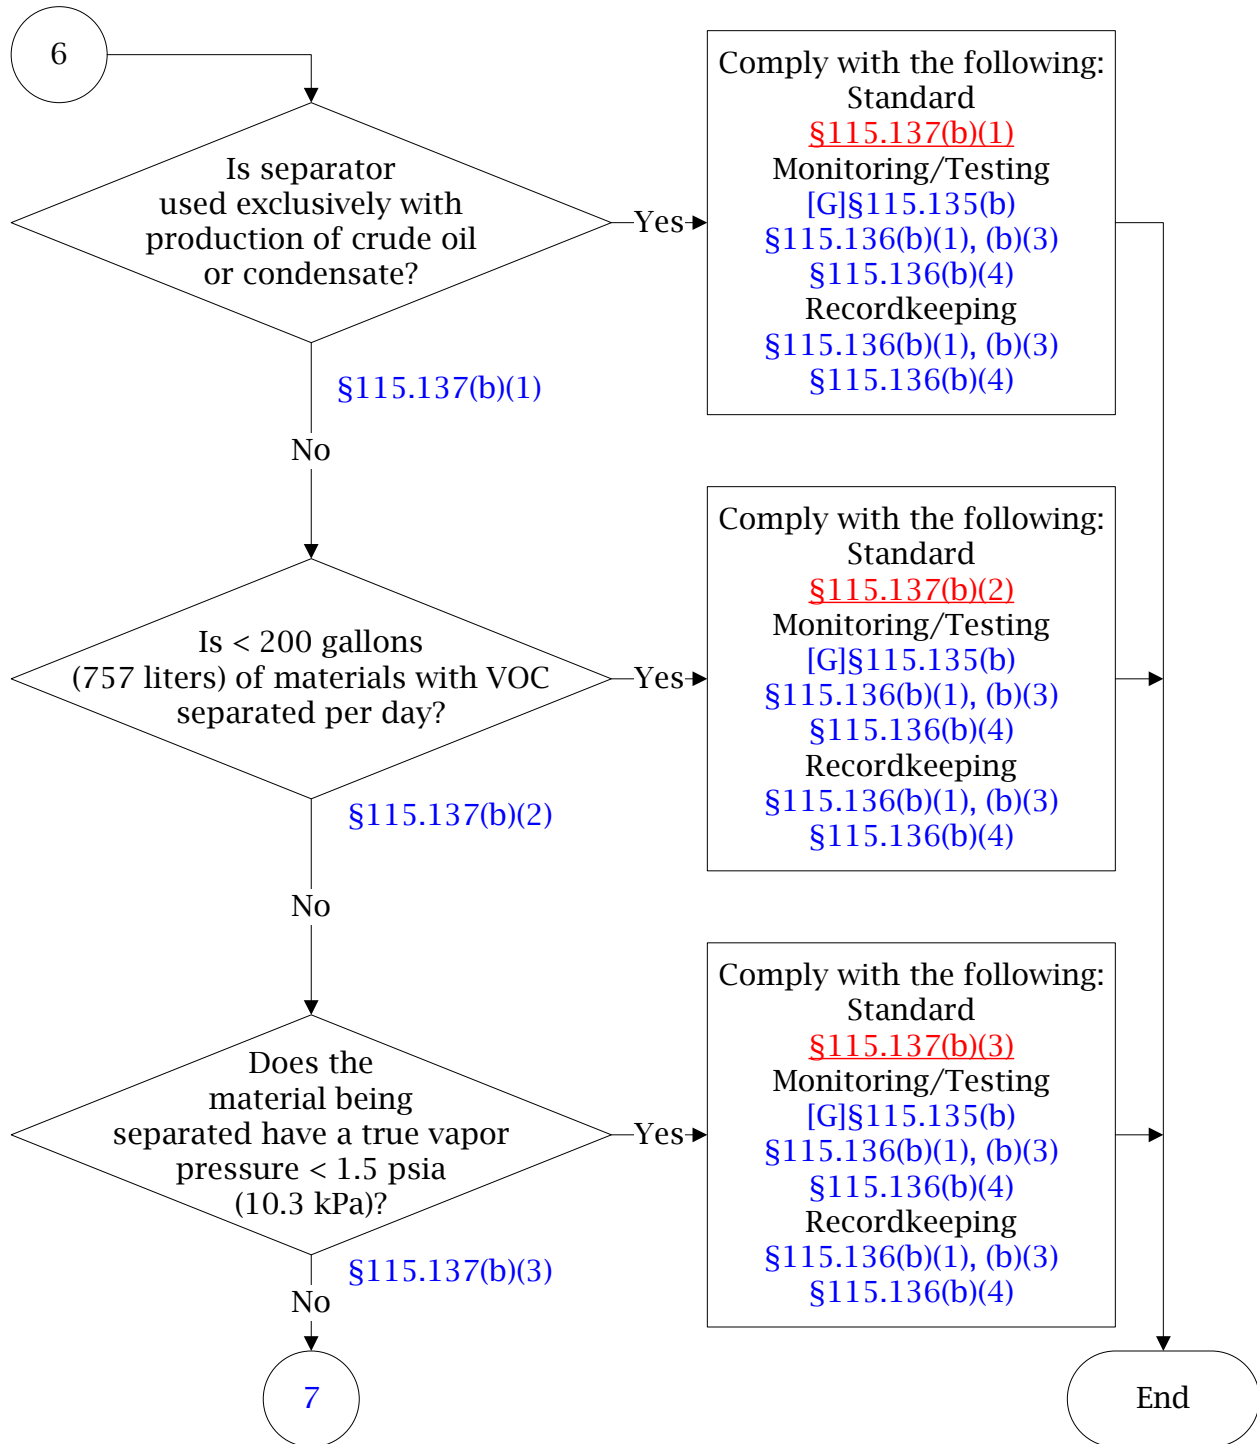 6
Is separator
used exclusively with
production of crude oil
or condensate?
Yes
Comply with the following:
Standard
§115.137(b)(1)
Monitoring/Testing
[G]§115.135(b)
§115.136(b)(1), (b)(3)
§115.136(b)(4)
Recordkeeping
§115.136(b)(1), (b)(3)
§115.136(b)(4)
§115.137(b)(1)
No
Is < 200 gallons
(757 liters) of materials with VOC
separated per day?
Yes
Comply with the following:
Standard
§115.137(b)(2)
Monitoring/Testing
[G]§115.135(b)
§115.136(b)(1), (b)(3)
§115.136(b)(4)
Recordkeeping
§115.136(b)(1), (b)(3)
§115.136(b)(4)
§115.137(b)(2)
No
Does the
material being
separated have a true vapor
pressure < 1.5 psia
(10.3 kPa)?
Yes
Comply with the following:
Standard
§115.137(b)(3)
Monitoring/Testing
[G]§115.135(b)
§115.136(b)(1), (b)(3)
§115.136(b)(4)
Recordkeeping
§115.136(b)(1), (b)(3)
§115.136(b)(4)
§115.137(b)(3)
No
7
End